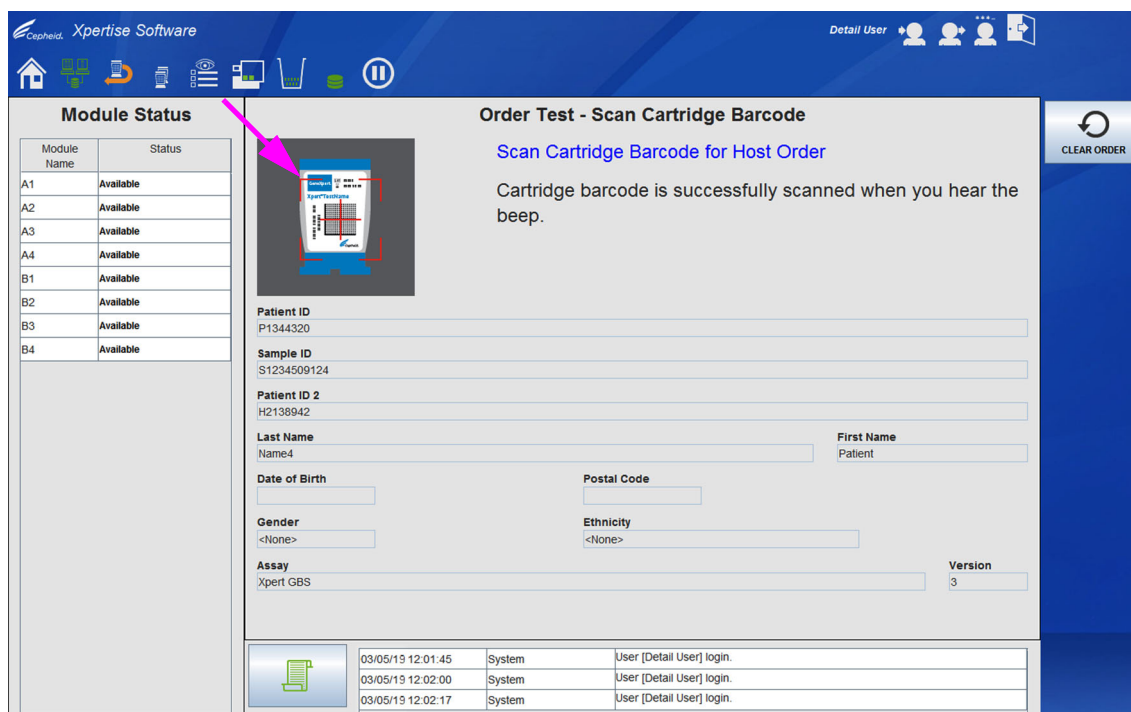 Cepheid. Xpertise Software
Detail User
Module Status
Module Name Status
A1 Available
A2 Available
A3 Available
A4 Available
B1 Available
B2 Available
B3 Available
B4 Available
Order Test - Scan Cartridge Barcode
Scan Cartridge Barcode for Host Order
Cartridge barcode is successfully scanned when you hear the
beep.
GeneXpert
Xpert®TestName
Cepheid.
CLEAR ORDER
Patient ID
P1344320
Sample ID
S1234509124
Patient ID 2
H2138942
Last Name First Name
Name4 Patient
Date of Birth Postal Code
Gender Ethnicity
<None> <None>
Assay Version
Xpert GBS 3
03/05/19 12:01:45 System User [Detail User] login.
03/05/19 12:02:00 System User [Detail User] login.
03/05/19 12:02:17 System User [Detail User] login.